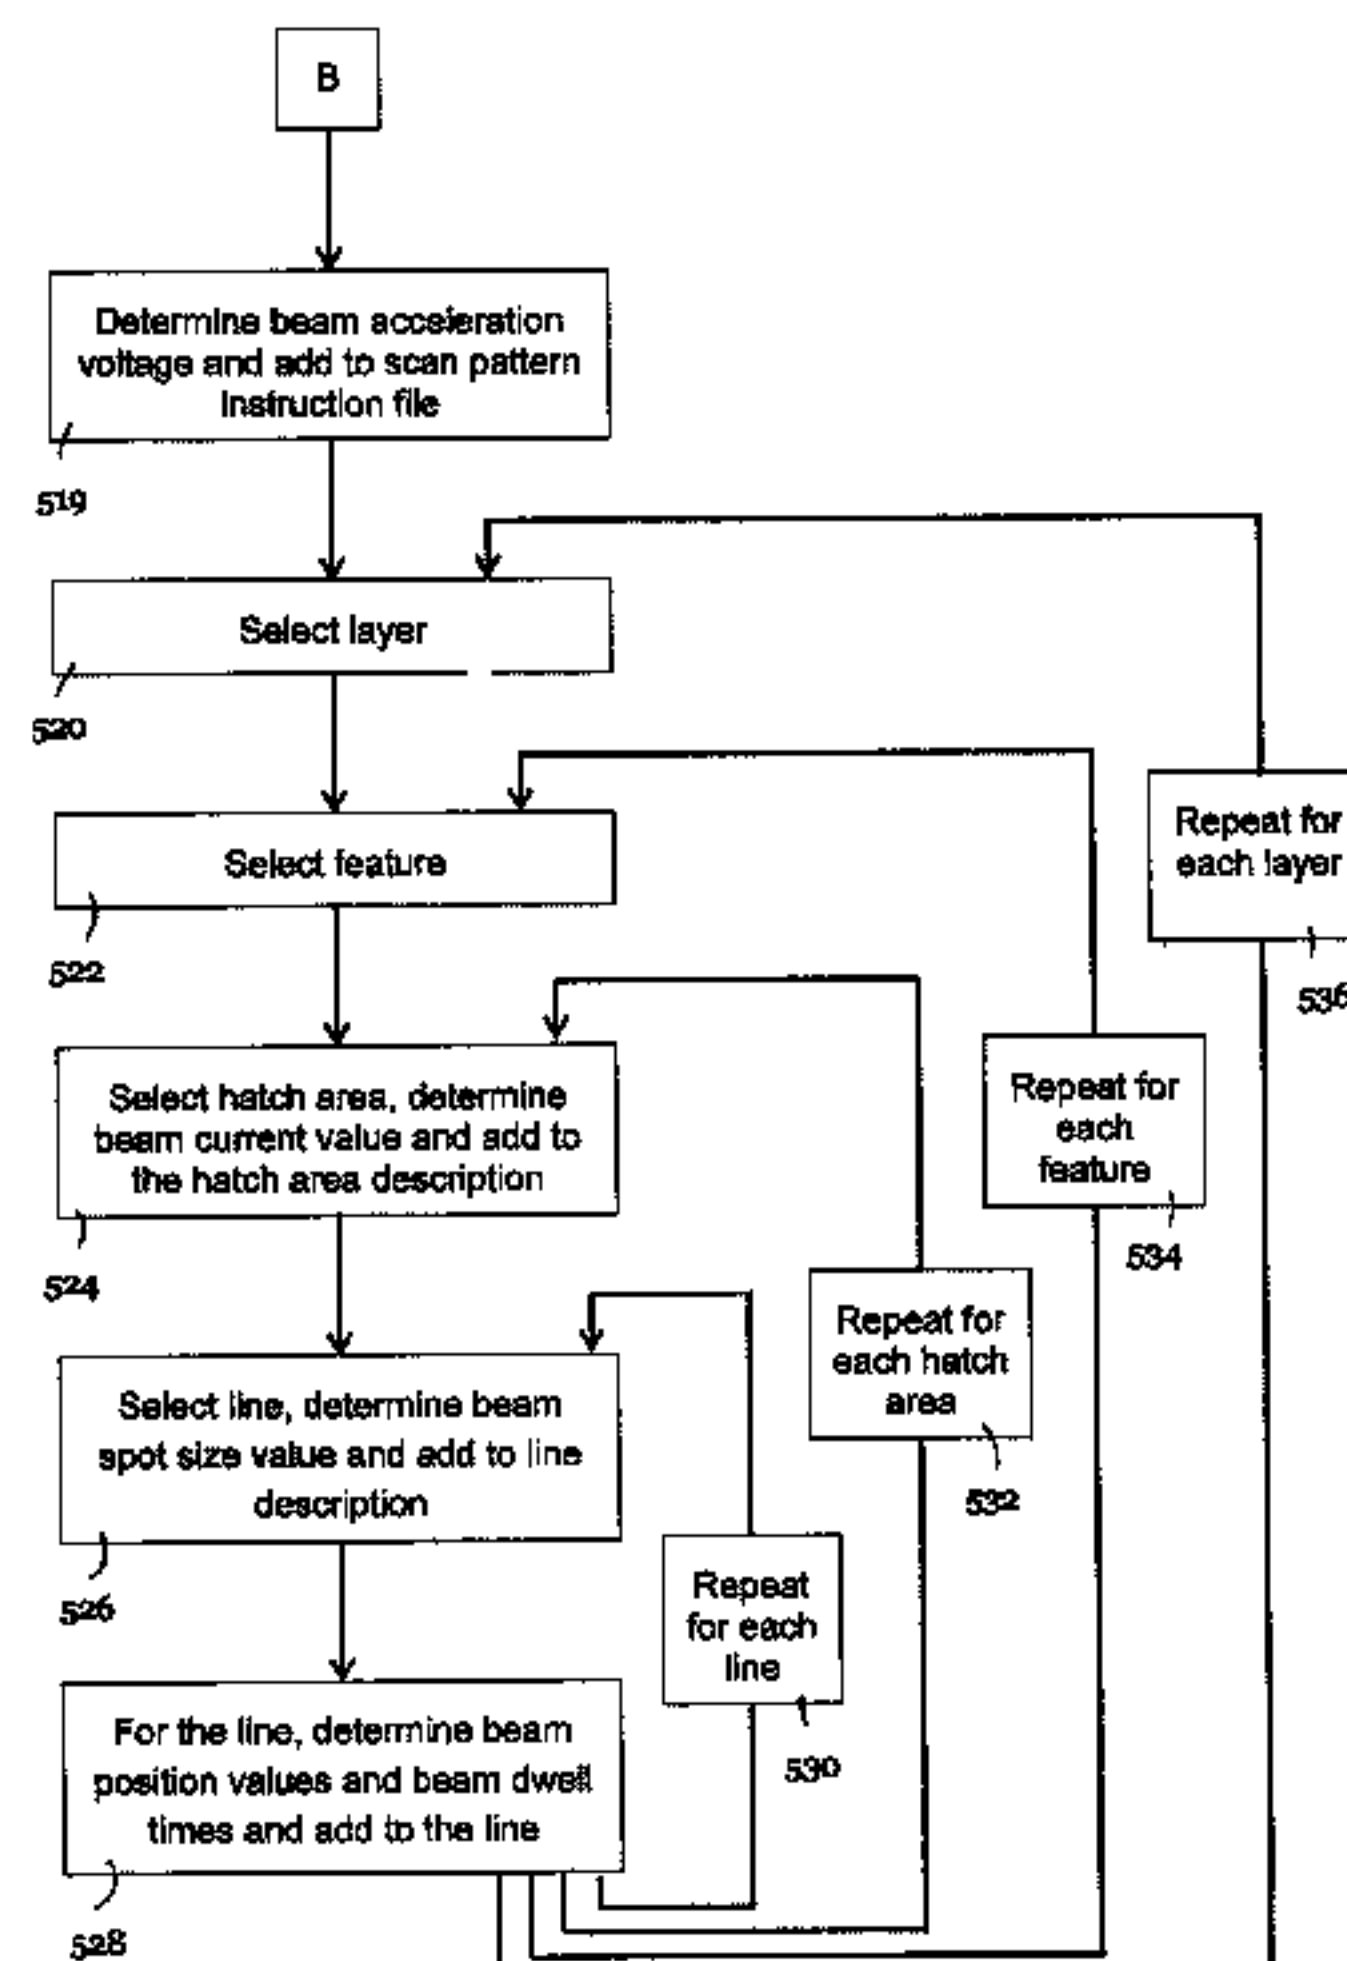 B
Determine beam acceleration
voltage and add to scan pattern
instruction file
519
Select layer
520
Select feature
522
Repeat for
each layer
536
Select hatch area, determine
beam current value and add to
the hatch area description
524
Repeat for
each
feature
534
Repeat for
each hatch
area
532
Select line, determine beam
spot size value and add to line
description
526
Repeat
for each
line
530
For the line, determine beam
position values and beam dwell
times and add to the line
528